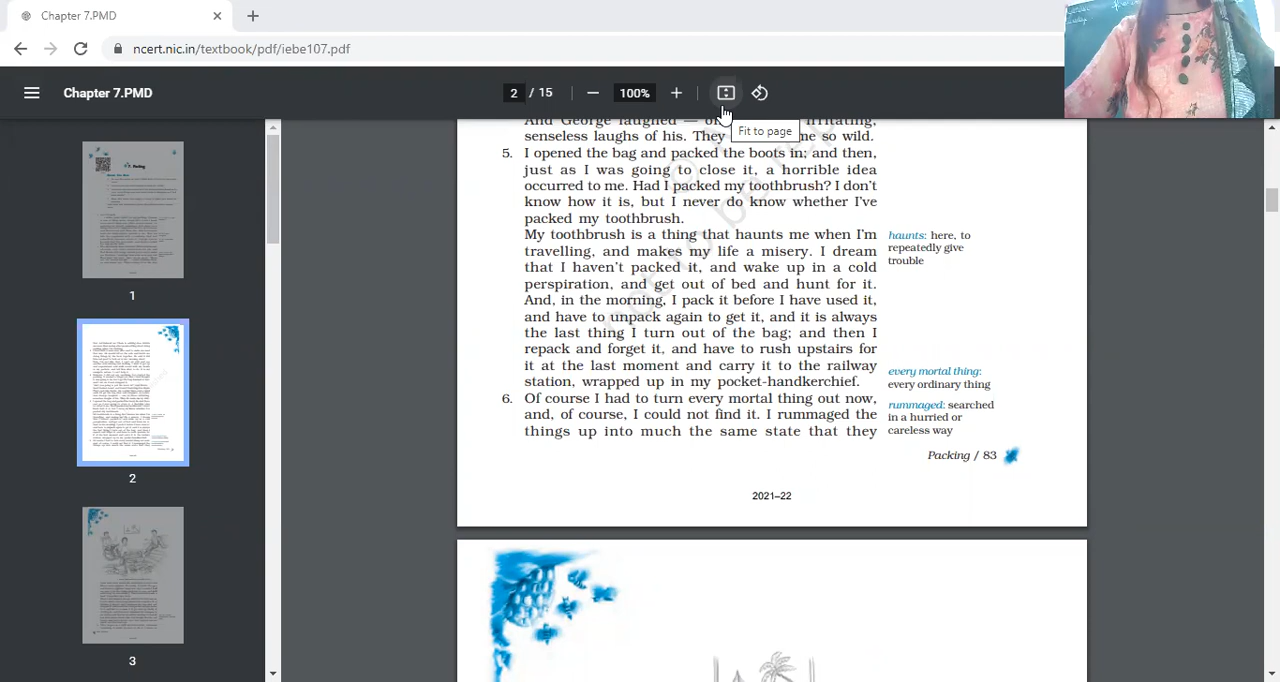 Chapter 7.PMD
ncert.nic.in/textbook/pdf/iebe107.pdf
Chapter 7.PMD
2 / 15
100%
Fit to page
And George laughed — irritating,
senseless laughs of his. They me so wild.
5. I opened the bag and packed the boots in; and then,
just as I was going to close it, a horrible idea
occurred to me. Had I packed my toothbrush? I don't
know how it is, but I never do know whether I've
packed my toothbrush.
My toothbrush is a thing that haunts me when I'm
travelling, and makes my life a misery. I dream
that I haven't packed it, and wake up in a cold
perspiration, and get out of bed and hunt for it.
And, in the morning, I pack it before I have used it,
and have to unpack again to get it, and it is always
the last thing I turn out of the bag; and then I
repack and forget it, and have to rush upstairs for
it at the last moment and carry it to the railway
station, wrapped up in my pocket-handkerchief.
6. Of course I had to turn every mortal thing out now,
and, of course, I could not find it. I rummaged the
things up into much the same state that they
haunts: here, to
repeatedly give
trouble
every mortal thing:
every ordinary thing
rummaged: searched
in a hurried or
careless way
Packing / 83
2021–22
1
2
3